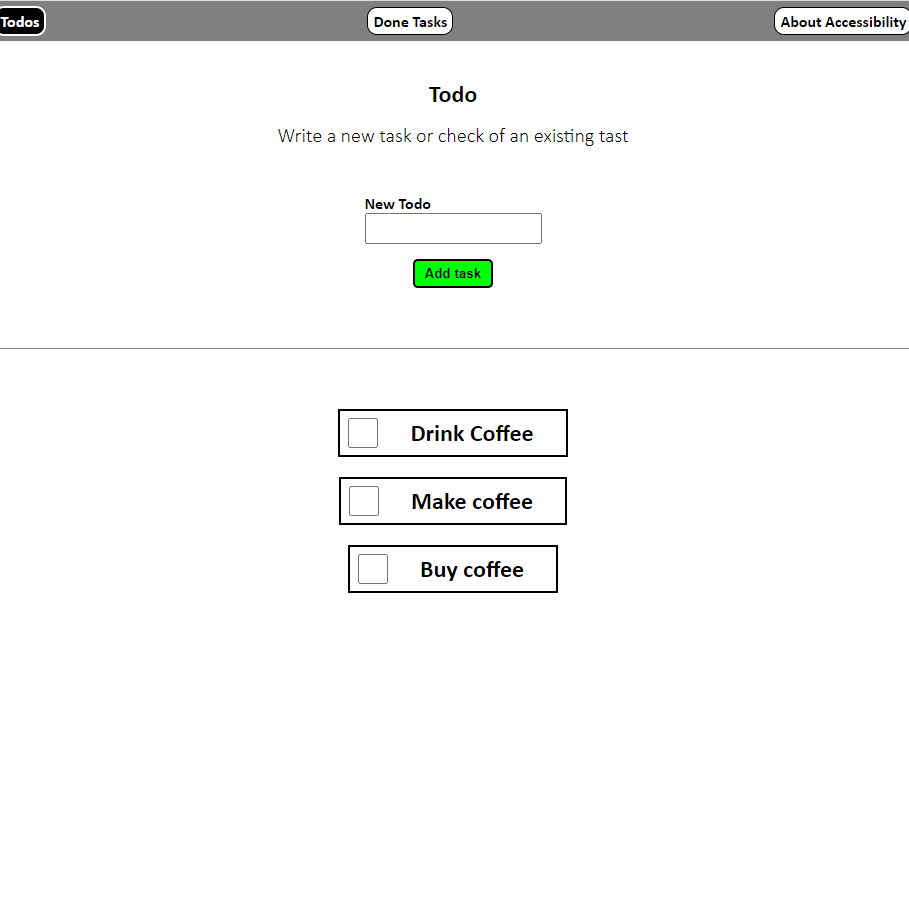 Todos
Done Tasks
About Accessibility
Todo
Write a new task or check of an existing tast
New Todo
Add task
Drink Coffee
Make coffee
Buy coffee